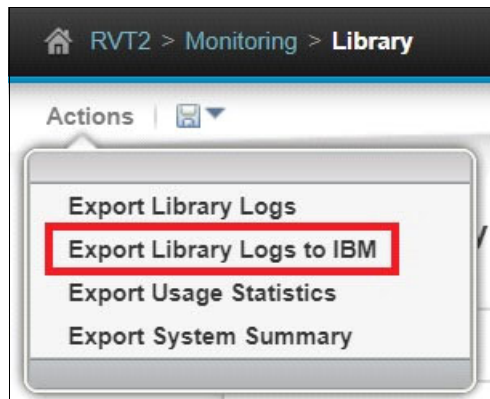 RVT2 > Monitoring > Library
Actions
Export Library Logs
Export Library Logs to IBM
Export Usage Statistics
Export System Summary